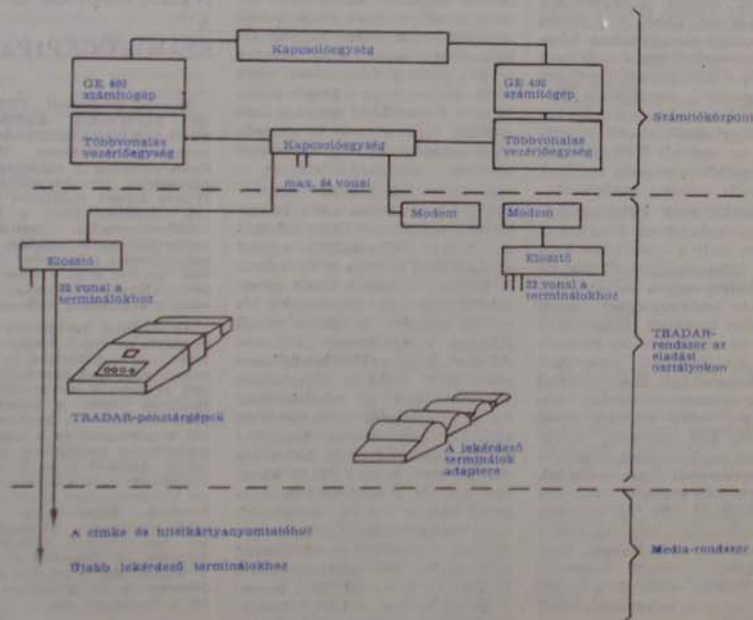 Kapcsolóegység
GE 400
számítógép
GE 400
számítógép
Számítóközpont
Többvonalas
vezérlőegység
Kapcsolóegység
Többvonalas
vezérlőegység
max. 64 vonal
Modem
Modem
Elosztó
Elosztó
32 vonal a
terminálokhoz
32 vonal a
terminálokhoz
TRADAR-
rendszer az
eladási
osztályokon
TRADAR-pénztárgépek
A lekérdező
terminálok
adaptere
A címke és hitelkártyanyomtatóhoz
Újabb lekérdező terminálokhoz
Media-rendszer